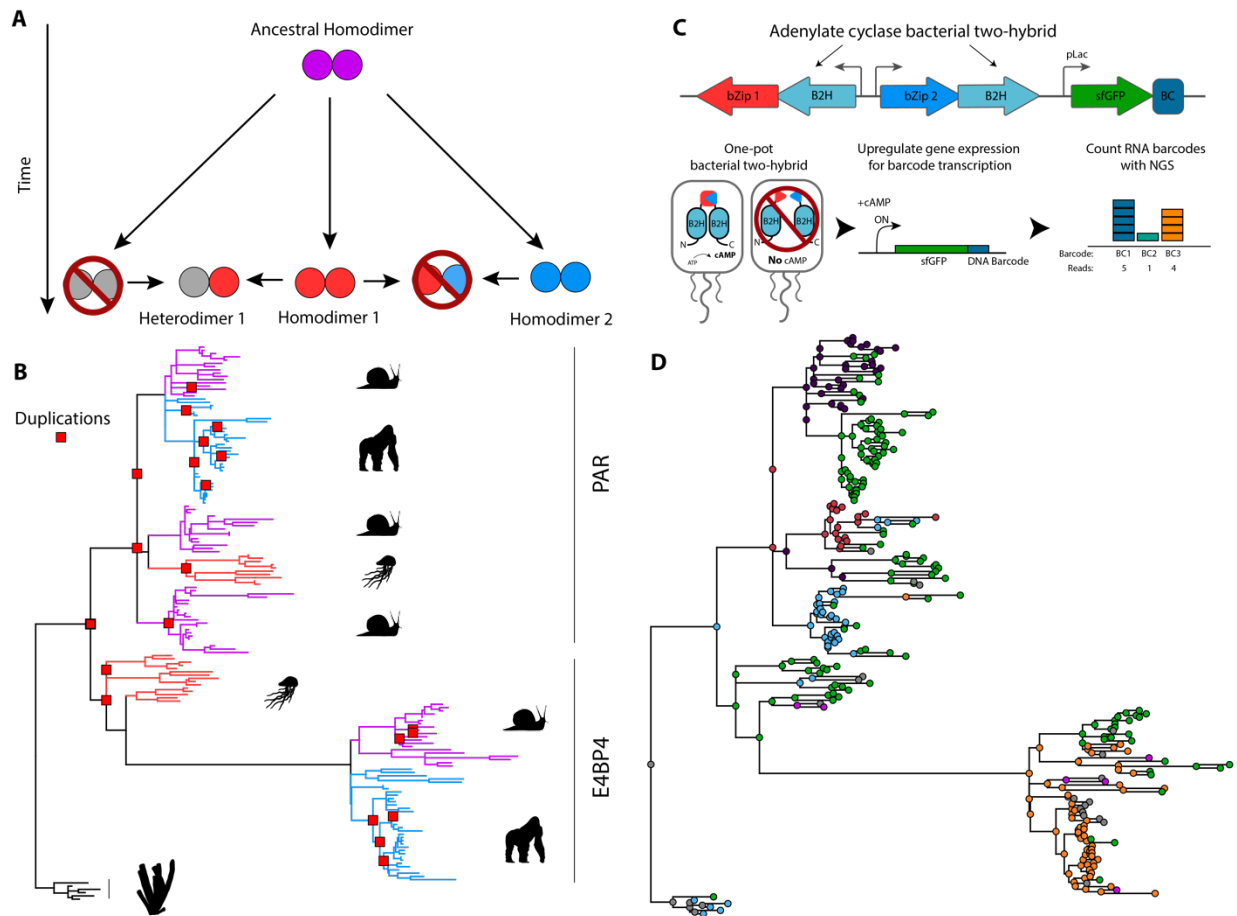 A
Ancestral Homodimer
Time
Heterodimer 1
Homodimer 1
Homodimer 2
B
Duplications
PAR
E4BP4
C
Adenylate cyclase bacterial two-hybrid
pLac
bZip 1
B2H
bZip 2
B2H
sfGFP
BC
One-pot
bacterial two-hybrid
Upregulate gene expression
for barcode transcription
Count RNA barcodes
with NGS
B2H
B2H
N
C
ATP
cAMP
B2H
B2H
N
C
No cAMP
+cAMP
ON
sfGFP
DNA Barcode
Barcode:
BC1
BC2
BC3
Reads:
5
1
4
D